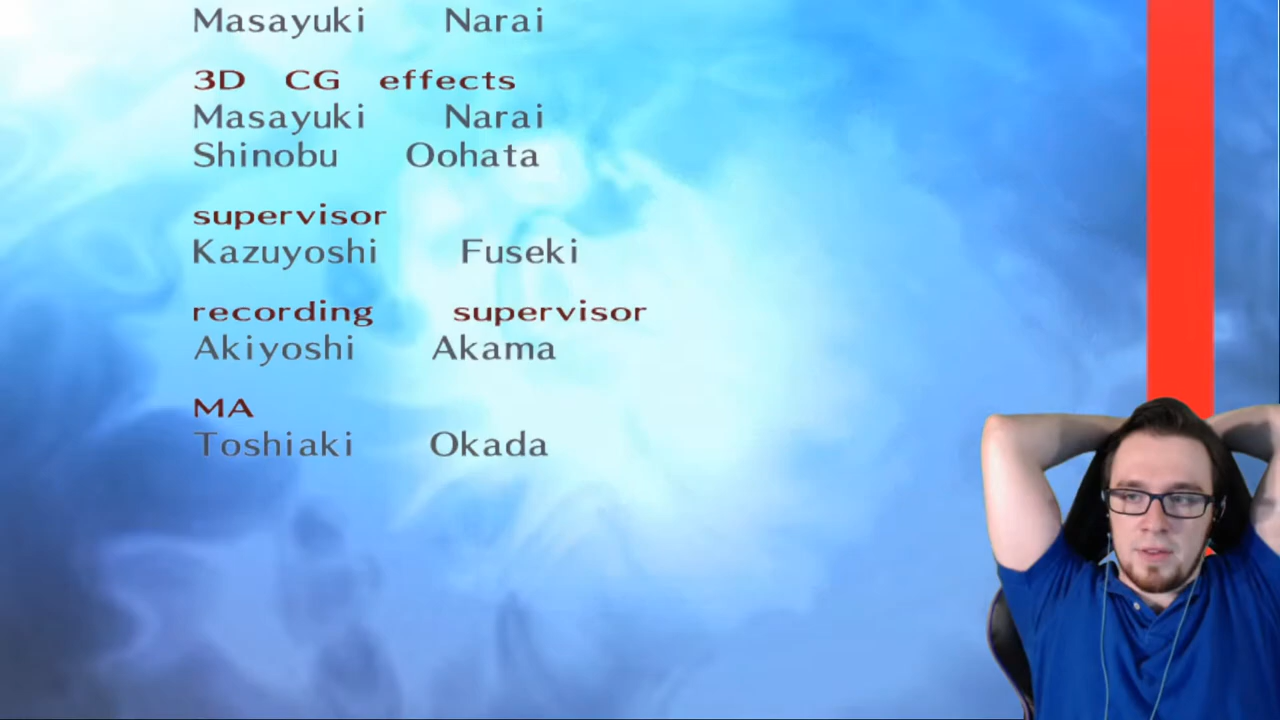 Masayuki Narai
3D CG effects
Masayuki Narai
Shinobu Oohata
supervisor
Kazuyoshi Fuseki
recording supervisor
Akiyoshi Akama
MA
Toshiaki Okada